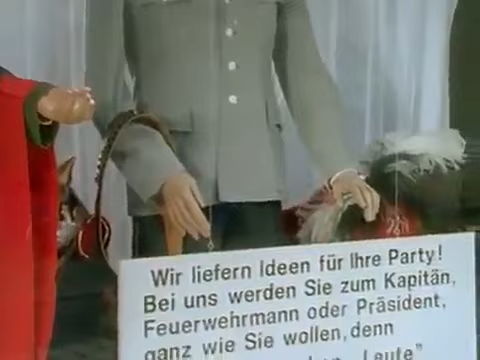 Wir liefern Ideen für Ihre Party!
Bei uns werden Sie zum Kapitän,
Feuerwehrmann oder Präsident,
ganz wie Sie wollen, denn
Leute"